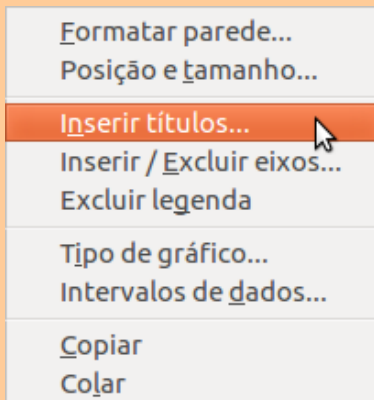 Formatar parede...
Posição e tamanho...
Inserir títulos...
Inserir / Excluir eixos...
Excluir legenda
Tipo de gráfico...
Intervalos de dados...
Copiar
Colar